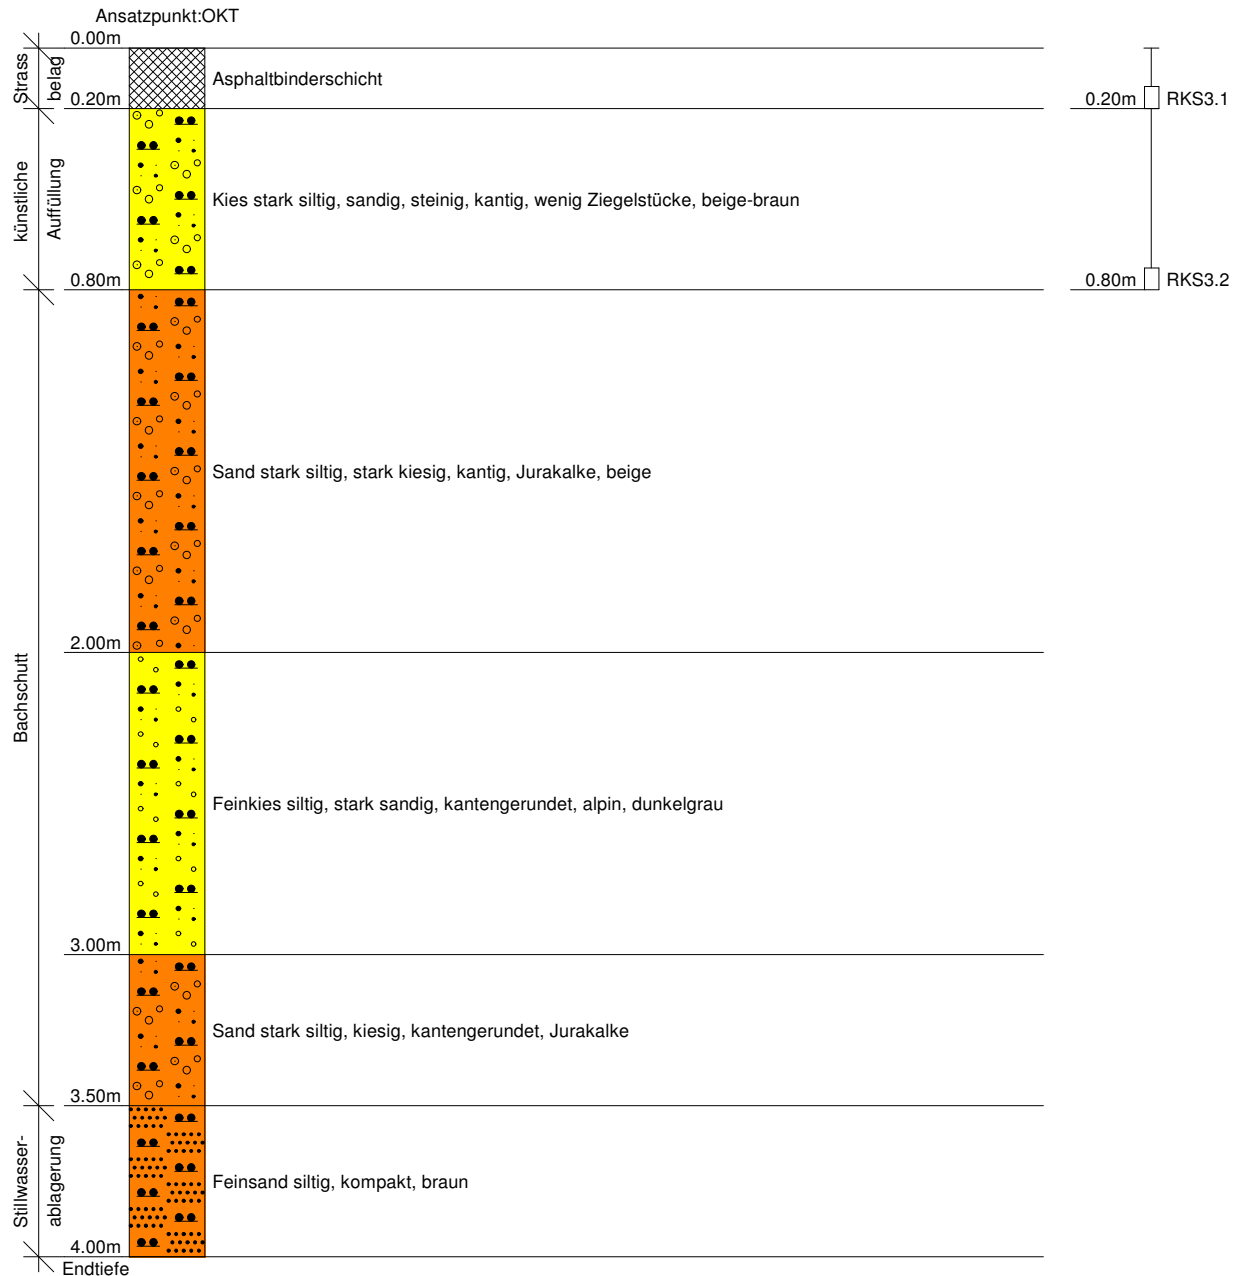 Ansatzpunkt:OKT
0.00m
Strass
belag
Asphaltbinderschicht
0.20m
0.20m RKS3.1
künstliche
Auffüllung
Kies stark siltig, sandig, steinig, kantig, wenig Ziegelstücke, beige-braun
0.80m
0.80m RKS3.2
Bachschutt
Sand stark siltig, stark kiesig, kantig, Jurakalke, beige
2.00m
Feinkies siltig, stark sandig, kantengerundet, alpin, dunkelgrau
3.00m
Sand stark siltig, kiesig, kantengerundet, Jurakalke
3.50m
Stillwasser-
ablagerung
Feinsand siltig, kompakt, braun
4.00m
Endtiefe